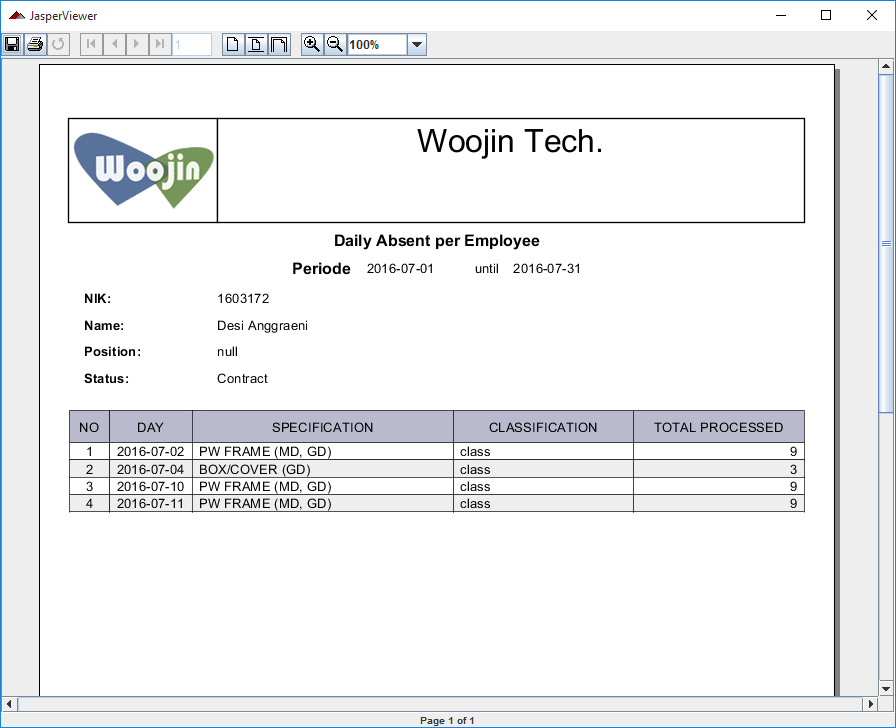 JasperViewer
1
100%
Woojin
Woojin Tech.
Daily Absent per Employee
Periode 2016-07-01 until 2016-07-31
NIK: 1603172
Name: Desi Anggraeni
Position: null
Status: Contract
NO DAY SPECIFICATION CLASSIFICATION TOTAL PROCESSED
1 2016-07-02 PW FRAME (MD, GD) class 9
2 2016-07-04 BOX/COVER (GD) class 3
3 2016-07-10 PW FRAME (MD, GD) class 9
4 2016-07-11 PW FRAME (MD, GD) class 9
Page 1 of 1